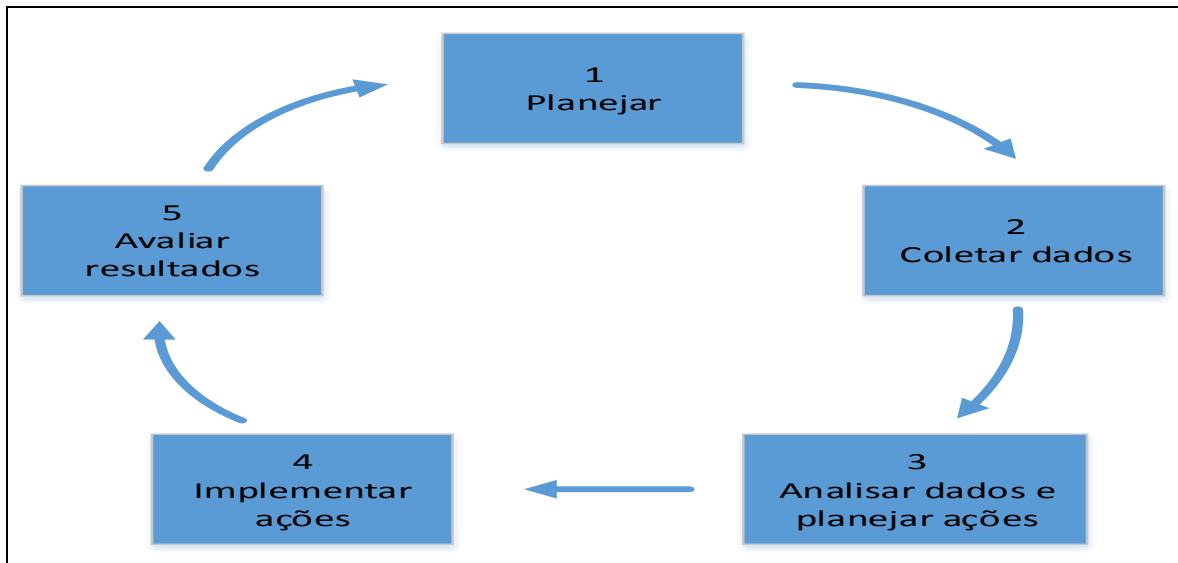 1
Planejar
2
Coletar dados
3
Analisar dados e
planejar ações
4
Implementar
ações
5
Avaliar
resultados